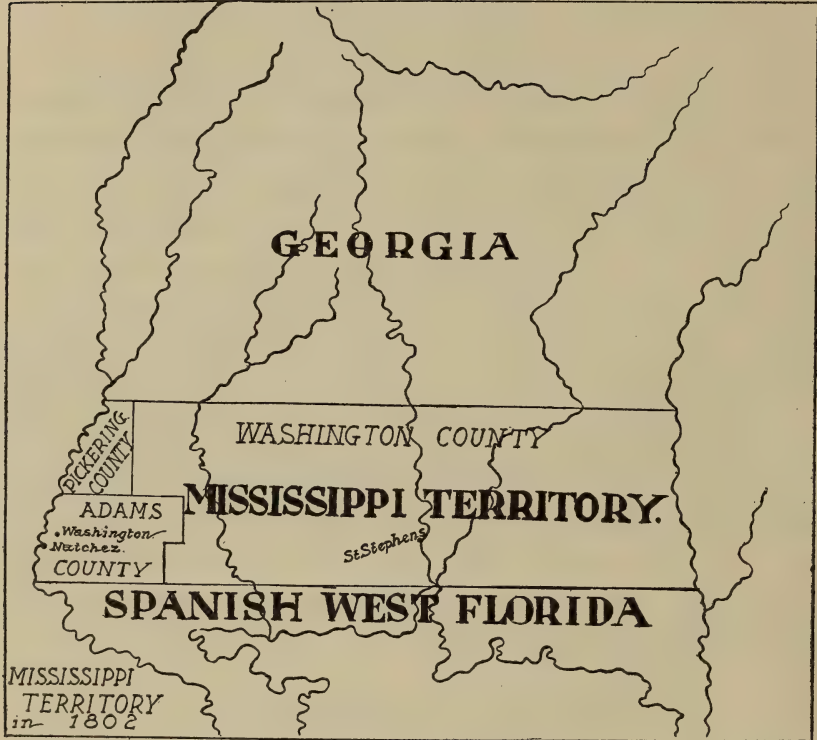 GEORGIA
WASHINGTON COUNTY
PICKERING
COUNTY
MISSISSIPPI TERRITORY.
ADAMS
Washington
Natchez.
COUNTY
St Stephens
SPANISH WEST FLORIDA
MISSISSIPPI
TERRITORY
in 1802